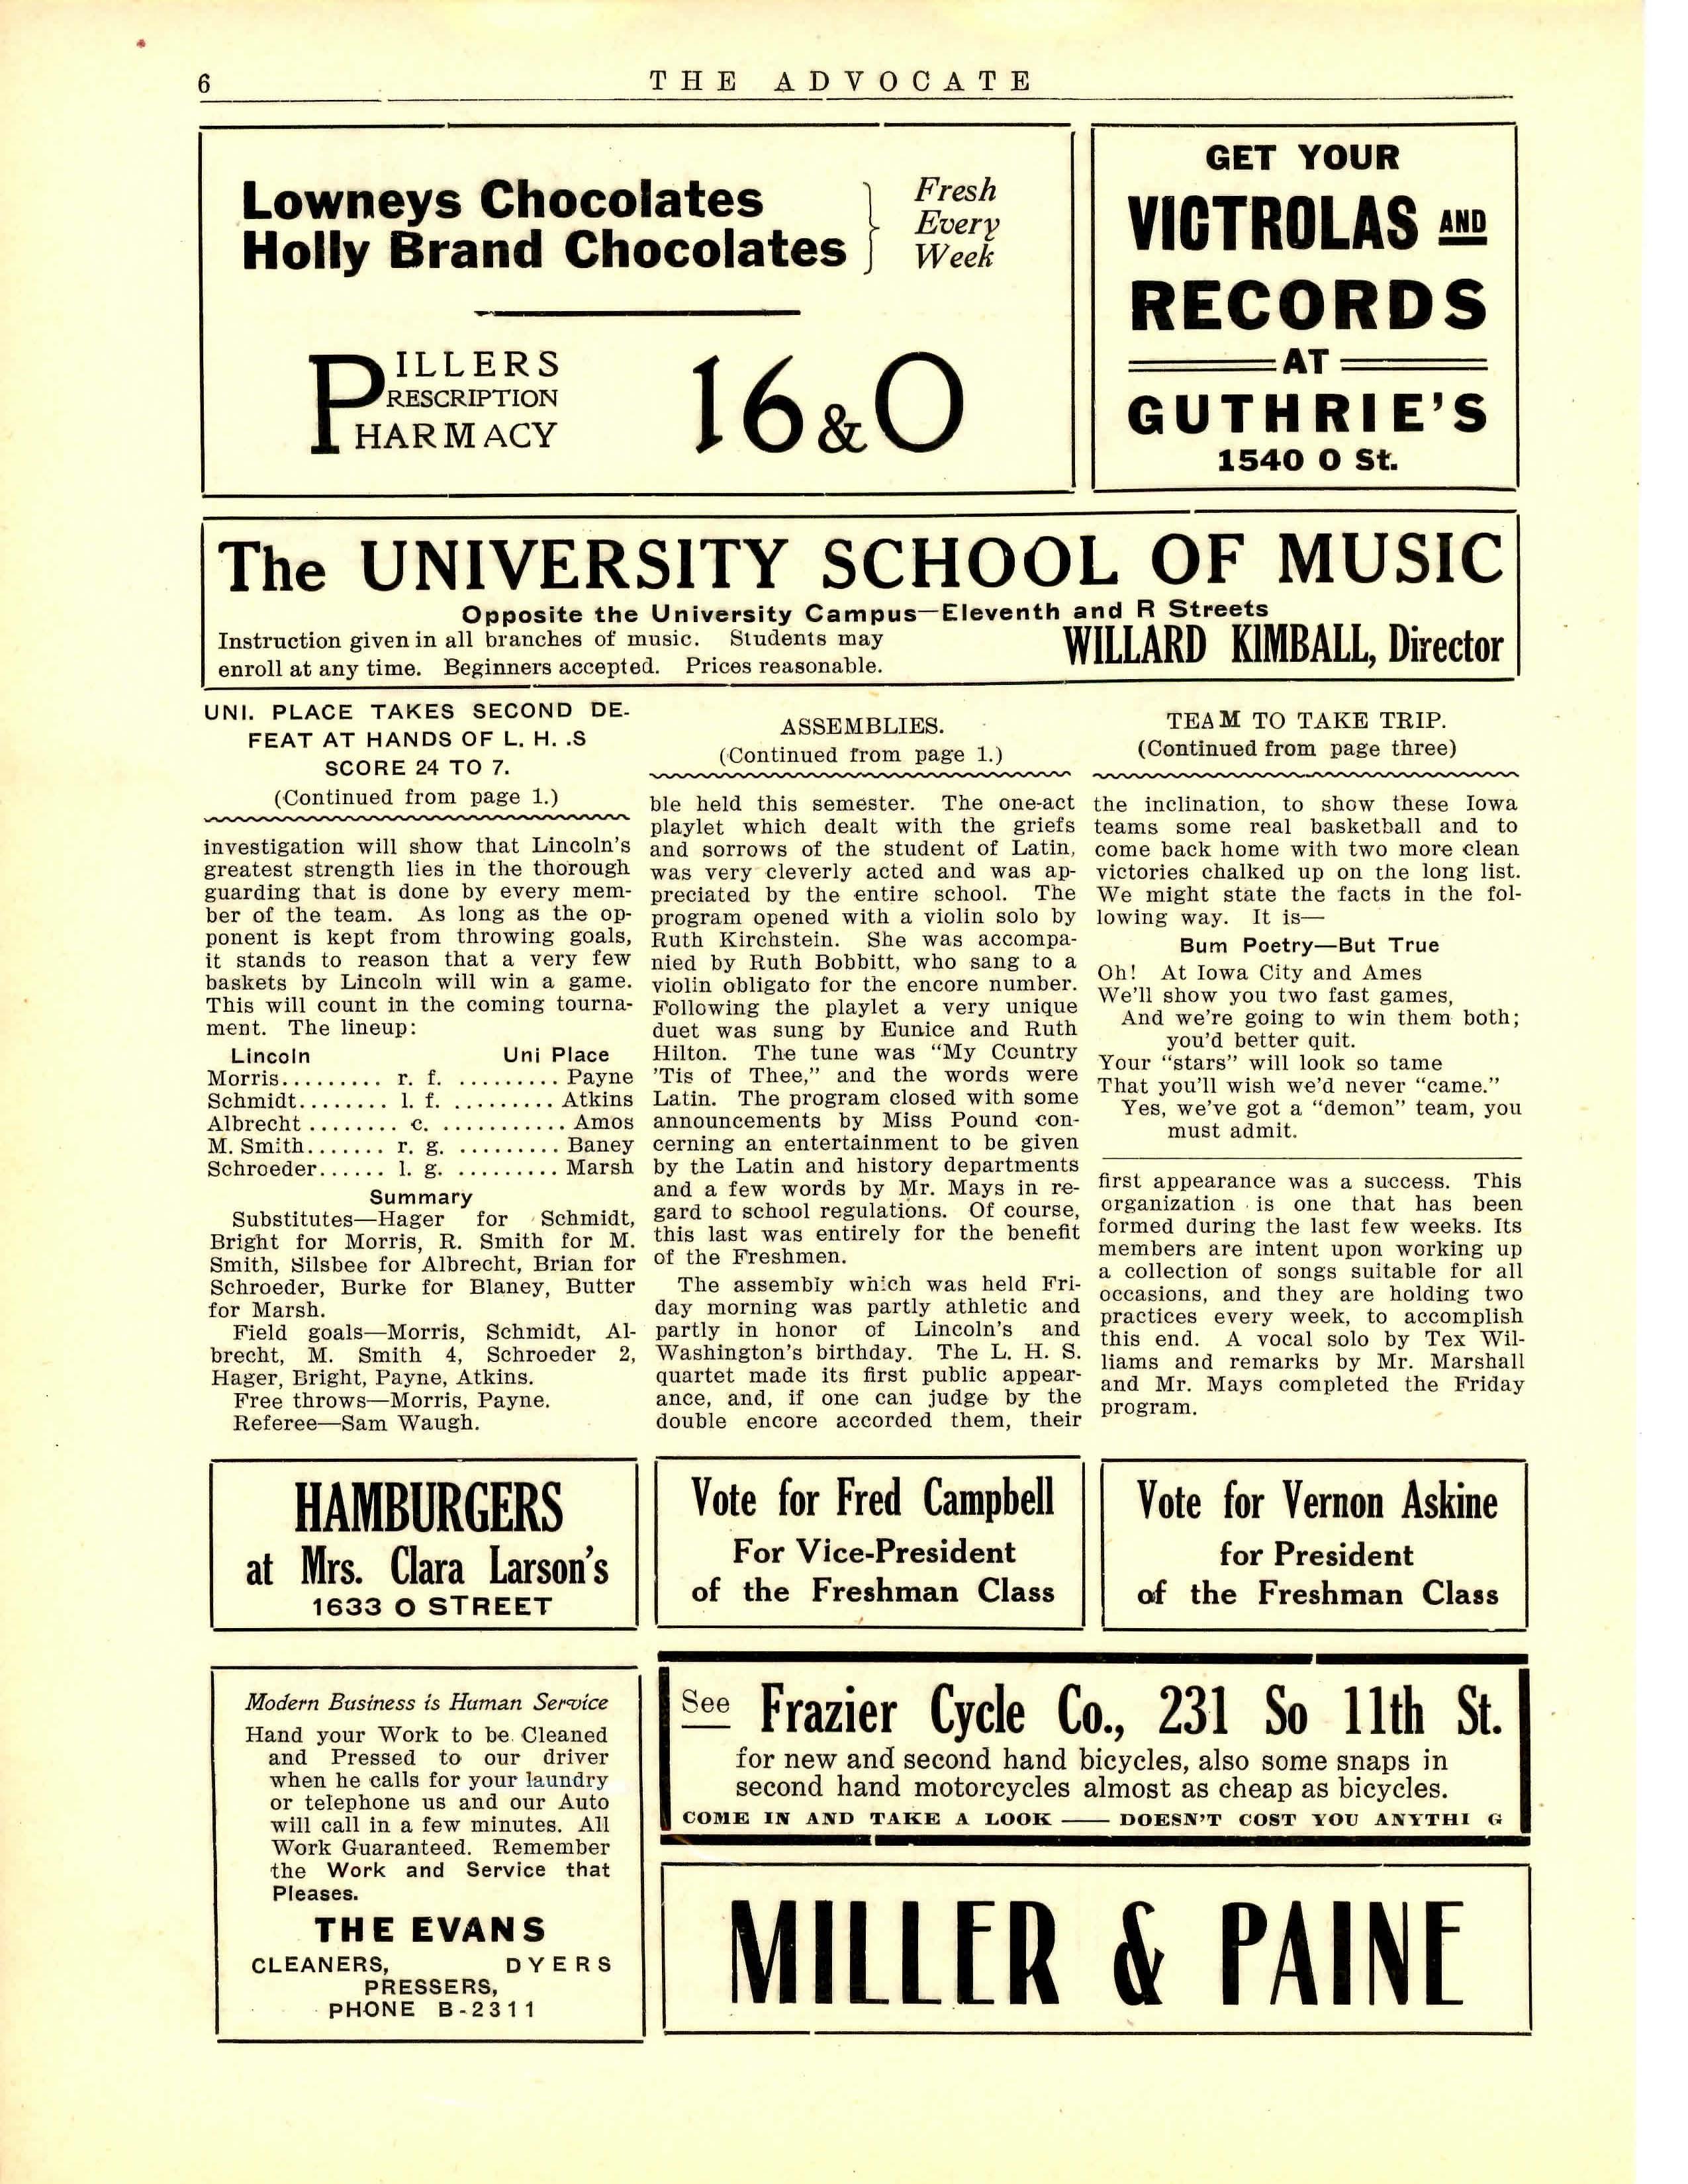 6
THE ADVOCATE
Lowneys Chocolates
Holly Brand Chocolates
Fresh
Every
Week
PILLERS
PRESCRIPTION
PHARMACY
16 & O
GET YOUR
VICTROLAS AND
RECORDS
AT
GUTHRIE'S
1540 O St.
The UNIVERSITY SCHOOL OF MUSIC
Opposite the University Campus—Eleventh and R Streets
Instruction given in all branches of music. Students may
enroll at any time. Beginners accepted. Prices reasonable.
WILLARD KIMBALL, Director
UNI. PLACE TAKES SECOND DE-
FEAT AT HANDS OF L. H. .S
SCORE 24 TO 7.
(Continued from page 1.)
investigation will show that Lincoln's
greatest strength lies in the thorough
guarding that is done by every mem-
ber of the team. As long as the op-
ponent is kept from throwing goals,
it stands to reason that a very few
baskets by Lincoln will win a game.
This will count in the coming tourna-
ment. The lineup:
Lincoln Uni Place
Morris......... r. f. ......... Payne
Schmidt........ l. f. ......... Atkins
Albrecht ........ c. ........... Amos
M. Smith....... r. g. ......... Baney
Schroeder...... l. g. ......... Marsh
Summary
Substitutes—Hager for Schmidt,
Bright for Morris, R. Smith for M.
Smith, Silsbee for Albrecht, Brian for
Schroeder, Burke for Blaney, Butter
for Marsh.
Field goals—Morris, Schmidt, Al-
brecht, M. Smith 4, Schroeder 2,
Hager, Bright, Payne, Atkins.
Free throws—Morris, Payne.
Referee—Sam Waugh.
ASSEMBLIES.
(Continued from page 1.)
ble held this semester. The one-act
playlet which dealt with the griefs
and sorrows of the student of Latin,
was very cleverly acted and was ap-
preciated by the entire school. The
program opened with a violin solo by
Ruth Kirchstein. She was accompa-
nied by Ruth Bobbitt, who sang to a
violin obligato for the encore number.
Following the playlet a very unique
duet was sung by Eunice and Ruth
Hilton. The tune was "My Country
'Tis of Thee," and the words were
Latin. The program closed with some
announcements by Miss Pound con-
cerning an entertainment to be given
by the Latin and history departments
and a few words by Mr. Mays in re-
gard to school regulations. Of course,
this last was entirely for the benefit
of the Freshmen.
The assembly which was held Fri-
day morning was partly athletic and
partly in honor of Lincoln's and
Washington's birthday. The L. H. S.
quartet made its first public appear-
ance, and, if one can judge by the
double encore accorded them, their
TEAM TO TAKE TRIP.
(Continued from page three)
the inclination, to show these Iowa
teams some real basketball and to
come back home with two more clean
victories chalked up on the long list.
We might state the facts in the fol-
lowing way. It is—
Bum Poetry—But True
Oh! At Iowa City and Ames
We'll show you two fast games,
And we're going to win them both;
you'd better quit.
Your "stars" will look so tame
That you'll wish we'd never "came."
Yes, we've got a "demon" team, you
must admit.
first appearance was a success. This
organization is one that has been
formed during the last few weeks. Its
members are intent upon working up
a collection of songs suitable for all
occasions, and they are holding two
practices every week, to accomplish
this end. A vocal solo by Tex Wil-
liams and remarks by Mr. Marshall
and Mr. Mays completed the Friday
program.
HAMBURGERS
at Mrs. Clara Larson's
1633 O STREET
Vote for Fred Campbell
For Vice-President
of the Freshman Class
Vote for Vernon Askine
for President
of the Freshman Class
Modern Business is Human Service
Hand your Work to be Cleaned
and Pressed to our driver
when he calls for your laundry
or telephone us and our Auto
will call in a few minutes. All
Work Guaranteed. Remember
the Work and Service that
Pleases.
THE EVANS
CLEANERS, DYERS
PRESSERS,
PHONE B-2311
See Frazier Cycle Co., 231 So 11th St.
for new and second hand bicycles, also some snaps in
second hand motorcycles almost as cheap as bicycles.
COME IN AND TAKE A LOOK —— DOESN'T COST YOU ANYTHI G
MILLER & PAINE